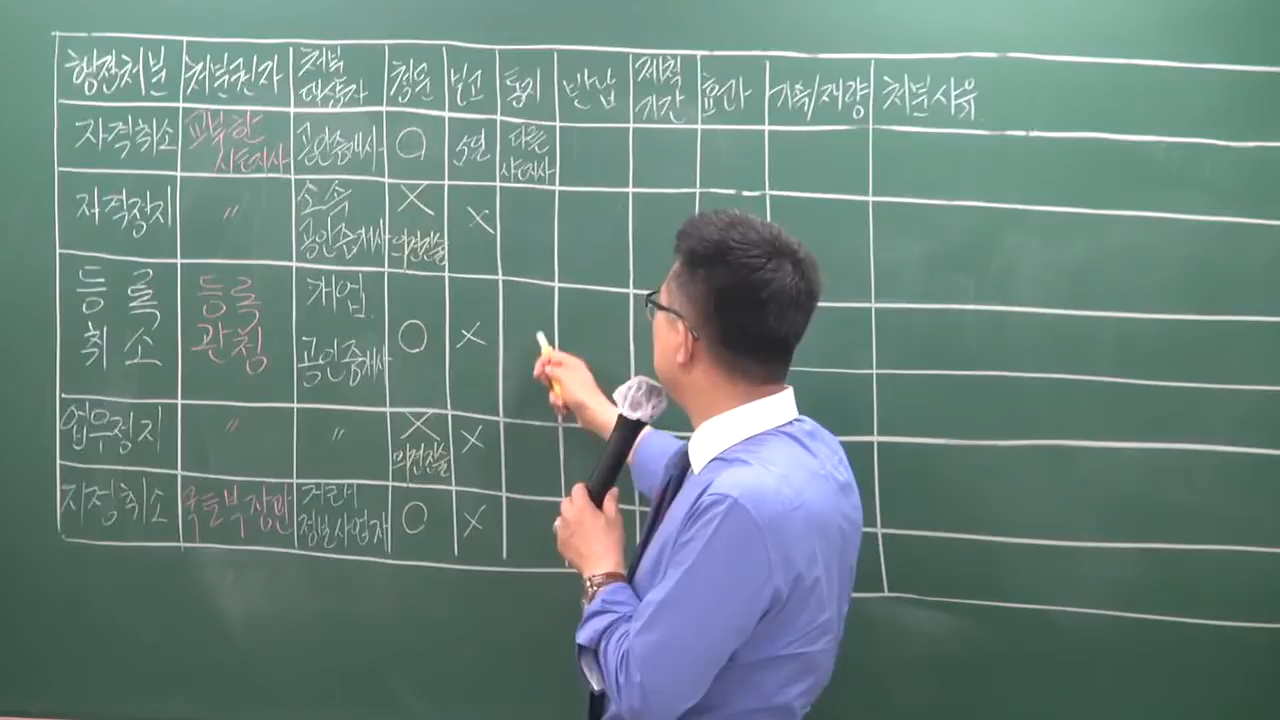 행정처분 처분권자 처분 대상자 청문 보고 통지 반납 제척 기간 효과 기속/재량 처분사유
자격취소 교부한 시·도지사 공인중개사 ○ 5일 다른 시·도지사
자격정지 〃 소속 공인중개사 × 의견진술 ×
등록 취소 등록 관청 개업 공인중개사 ○ ×
업무정지 〃 〃 × 의견진술 ×
지정취소 국토부장관 거래 정보사업자 ○ ×